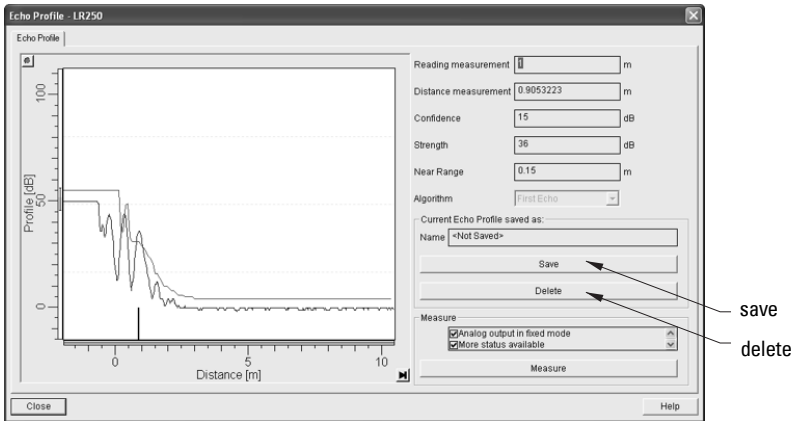 Echo Profile - LR250
Echo Profile
Reading measurement
m
Distance measurement 0.9053223 m
Confidence 15 dB
Strength 36 dB
Near Range 0.15 m
Algorithm First Echo
Current Echo Profile saved as:
Name <Not Saved>
Save
Delete
Measure
Analog output in fixed mode
More status available
Measure
Profile [dB]
100
50
0
0 5 10
Distance [m]
Close
Help
save
delete